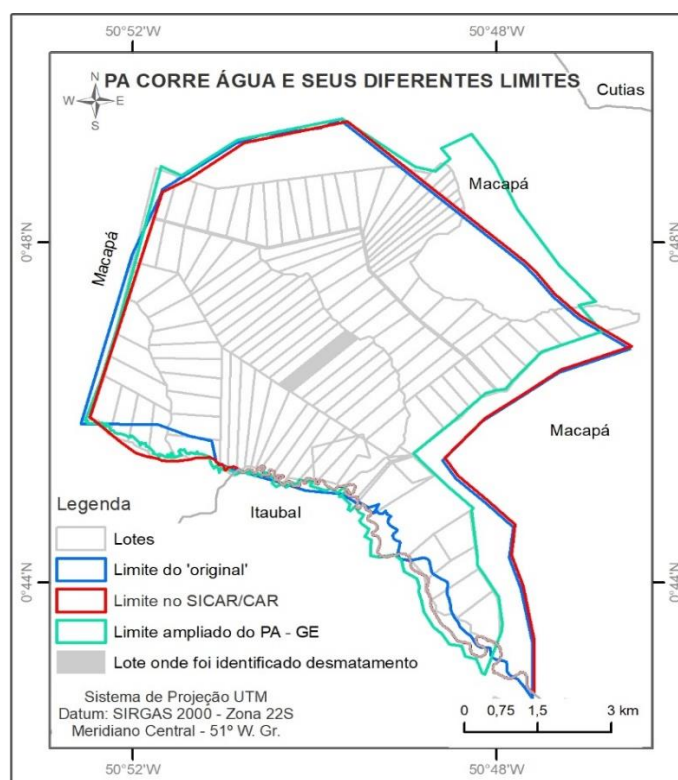 50°52'W
50°48'W
PA CORRE ÁGUA E SEUS DIFERENTES LIMITES
N
W E
S
Cutias
Macapá
0°48'N
0°48'N
Macapá
Macapá
Itaubal
Legenda
Lotes
Limite do 'original'
Limite no SICAR/CAR
Limite ampliado do PA - GE
Lote onde foi identificado desmatamento
0°44'N
0°44'N
Sistema de Projeção UTM
Datum: SIRGAS 2000 - Zona 22S
Meridiano Central - 51º W. Gr.
0 0,75 1,5 3 km
50°52'W
50°48'W